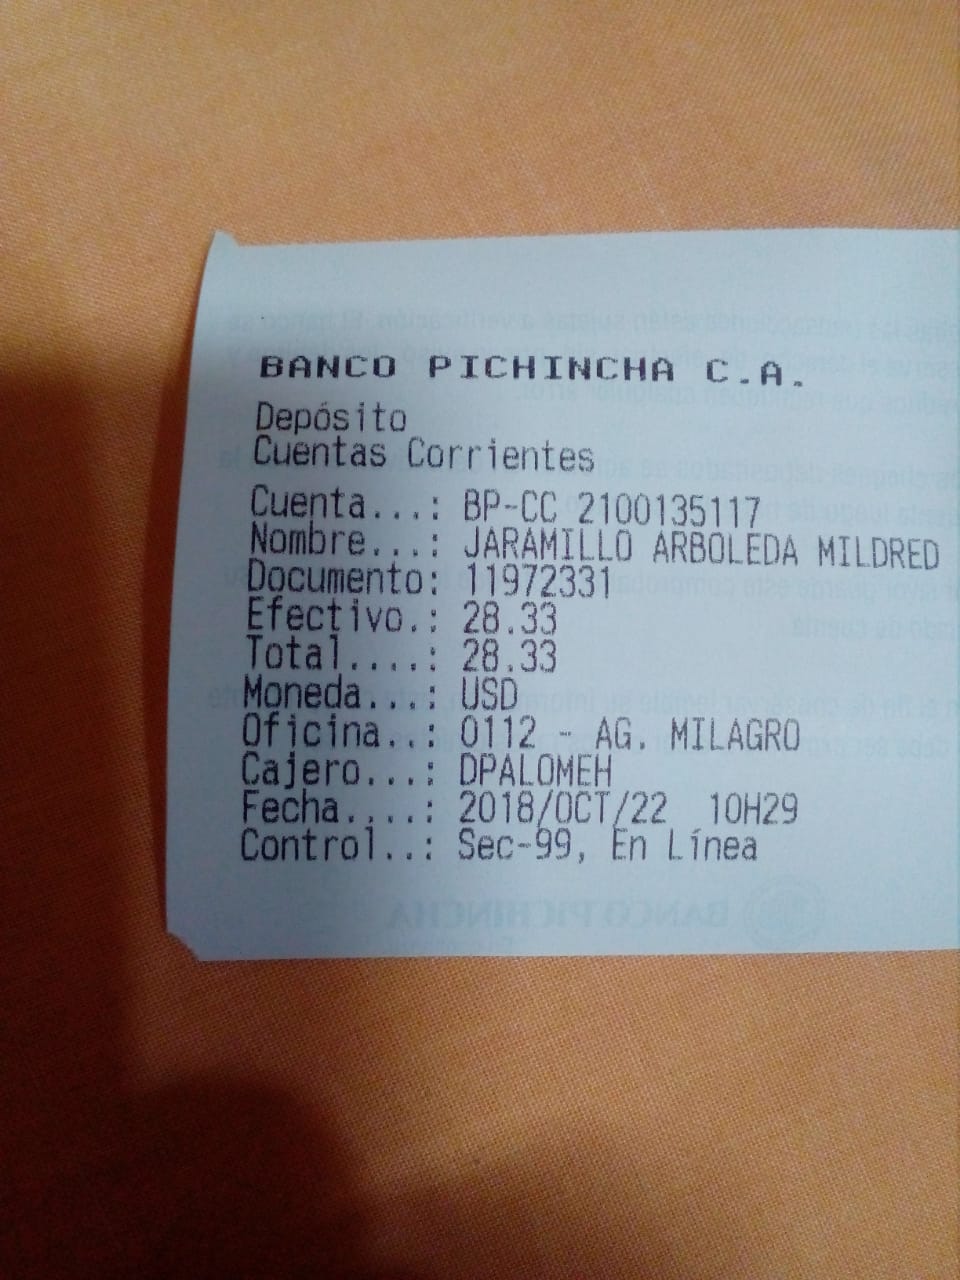 BANCO PICHINCHA C.A.
Depósito
Cuentas Corrientes
Cuenta...: BP-CC 2100135117
Nombre...: JARAMILLO ARBOLEDA MILDRED
Documento: 11972331
Efectivo.: 28.33
Total....: 28.33
Moneda...: USD
Oficina..: 0112 - AG. MILAGRO
Cajero...: DPALOMEH
Fecha....: 2018/OCT/22 10H29
Control..: Sec-99, En Línea
BANCO PICHINCHA